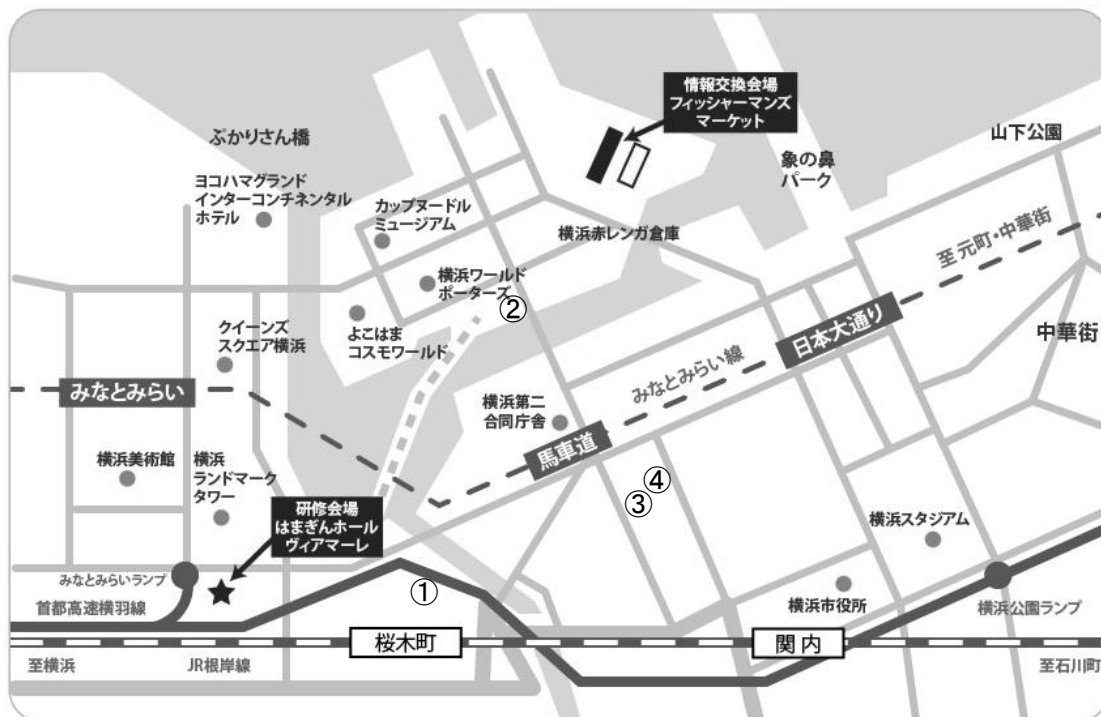 情報交換会場
フィッシャーマンズ
マーケット
山下公園
ぷかりさん橋
象の鼻
パーク
ヨコハマグランド
インターコンチネンタル
ホテル
カップヌードル
ミュージアム
横浜赤レンガ倉庫
至 元町・中華街
横浜ワールド
ポーターズ
②
よこはま
コスモワールド
クイーンズ
スクエア横浜
日本大通り
中華街
みなとみらい線
みなとみらい
横浜第二
合同庁舎
馬車道
横浜美術館
横浜
ランドマーク
タワー
④
③
研修会場
はまぎんホール
ヴィアマーレ
横浜スタジアム
みなとみらいランプ
①
首都高速横羽線
横浜市役所
横浜公園ランプ
桜木町
関内
至横浜
JR根岸線
至石川町